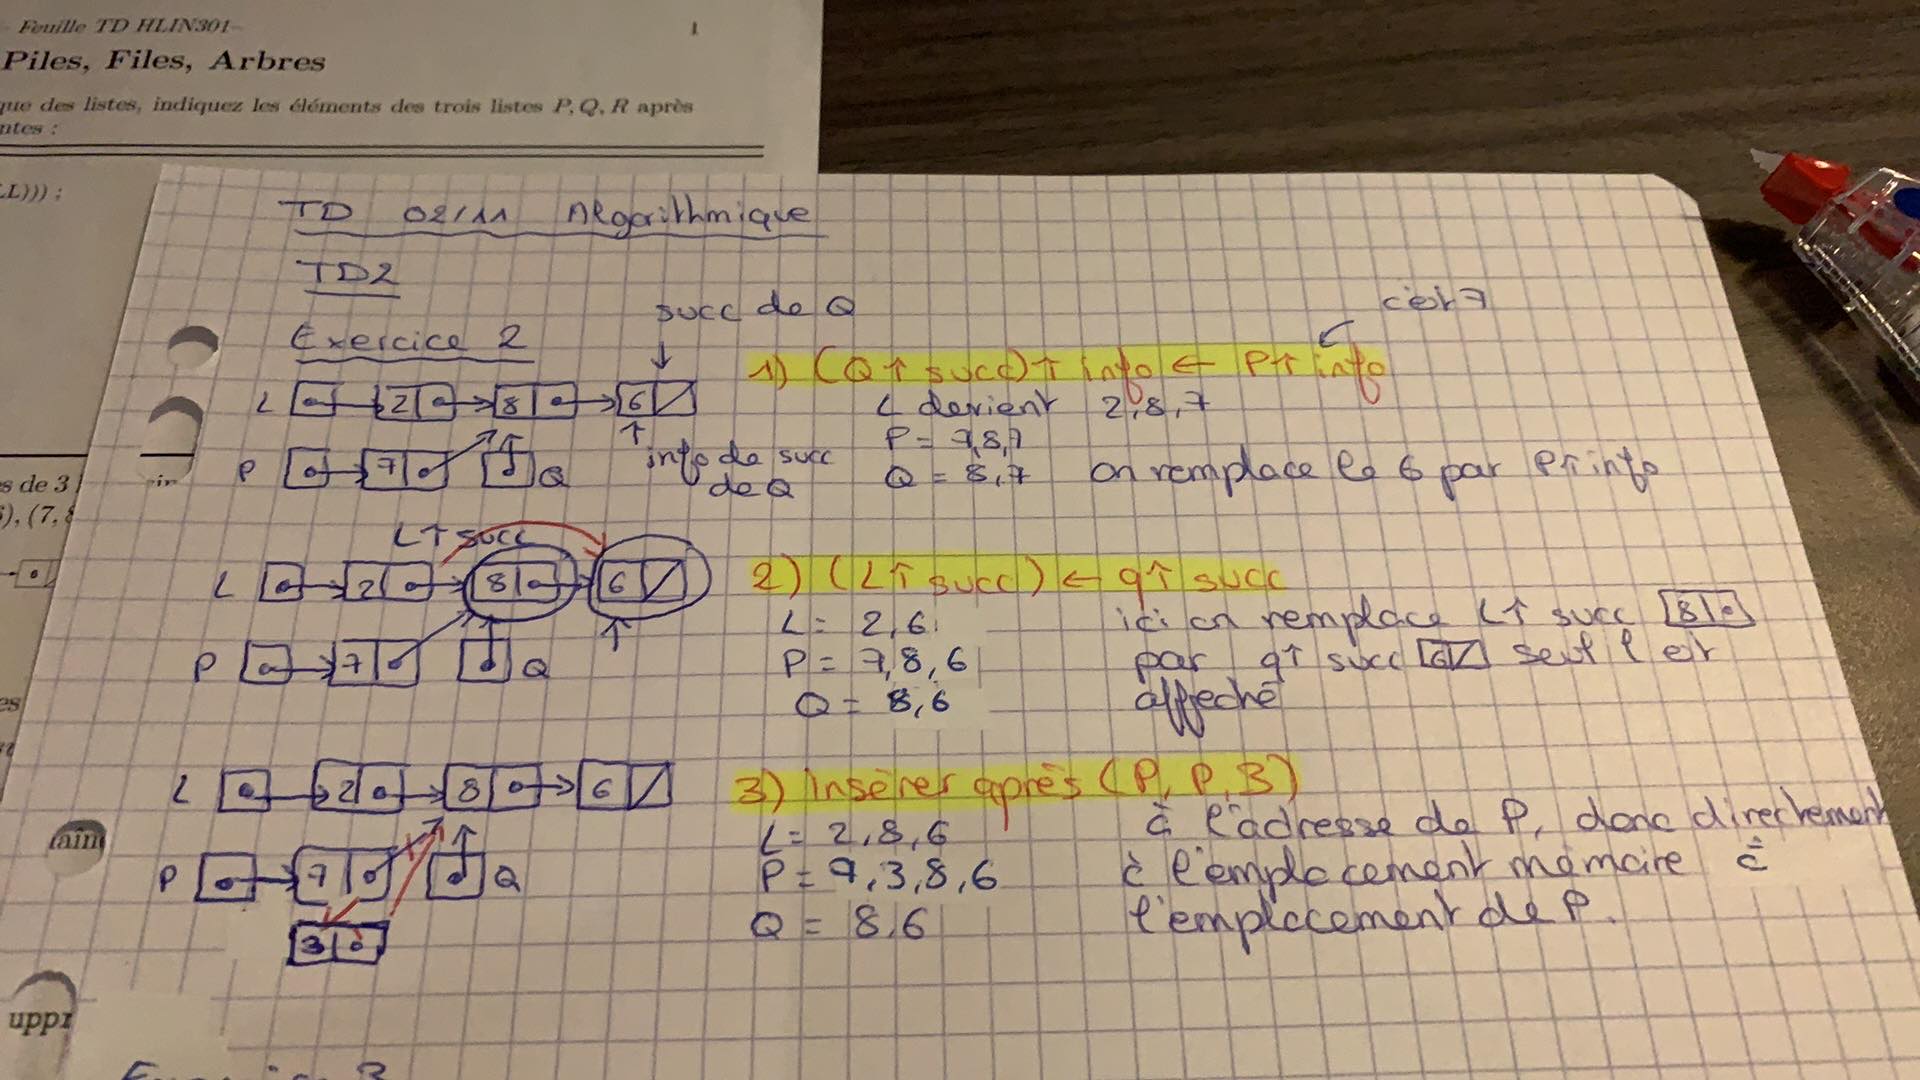 Feuille TD HLIN301-
1
Piles, Files, Arbres
que des listes, indiquez les éléments des trois listes P, Q, R après
ntes :
LL))) ;
s de 3
), (7, 8
es
ain
uppr
TD 02/11 Algorithmique
TD2
Exercice 2
succ de Q
c'est 7
1) (Q↑ succ)↑ info ← P↑ info
L 2 8 6
L devient 2,8,7
P = 7,8,7
P 7 Q
info de succ
de Q
Q = 8,7 on remplace le 6 par P↑ info
L↑ succ
L 2 8 6
2) (L↑ succ) ← q↑ succ
L = 2,6 ici on remplace L↑ succ 8
P 7 Q
P = 7,8,6 par q↑ succ 6 seul l est
Q = 8,6 affecté
L 2 8 6
3) Insérer après (P, P, 3)
L = 2,8,6 à l'adresse de P, donc directement
P 7 Q
P = 7,3,8,6 à l'emplacement mémoire à
3
Q = 8,6 l'emplacement de P.